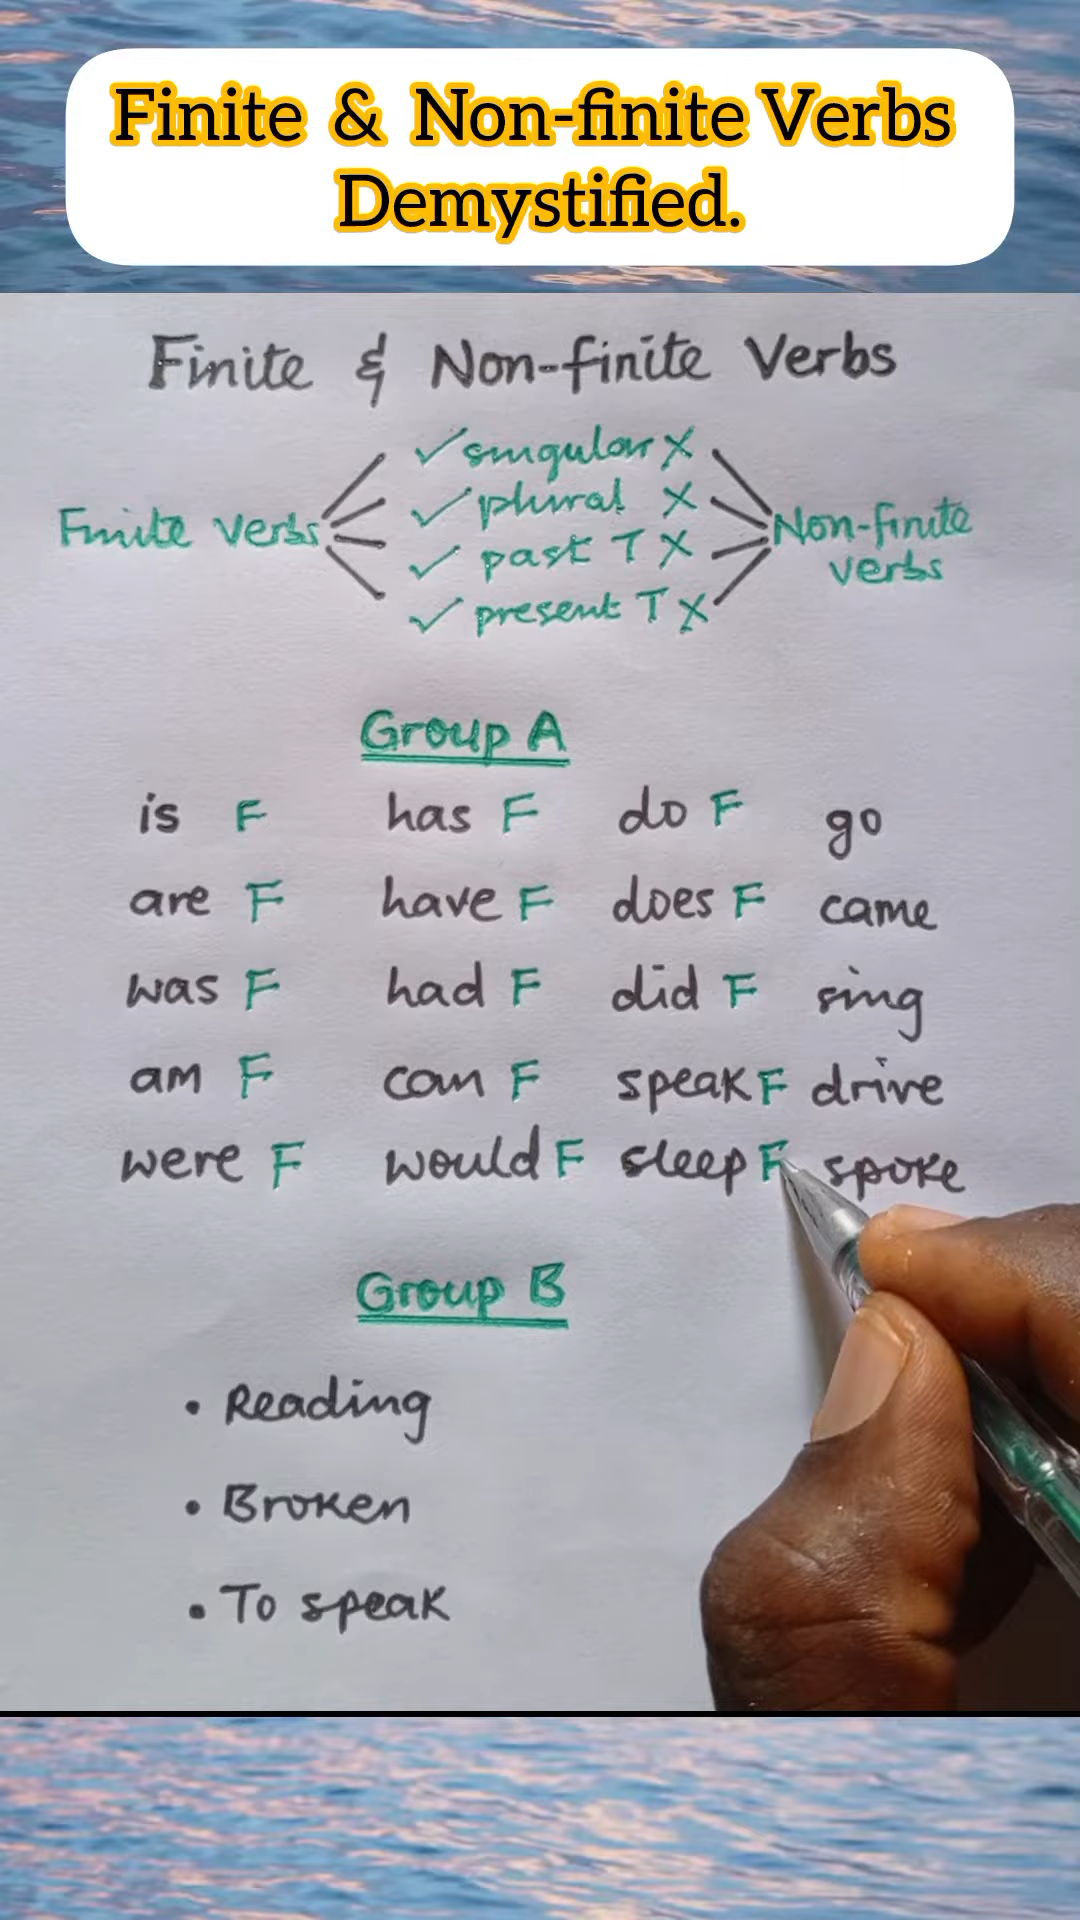 Finite & Non-finite Verbs
Demystified.
Finite & Non-finite Verbs
✓ singular X
✓ plural X
Finite verbs
Non-finite verbs
✓ past T X
✓ present T X
Group A
is F has F do F go
are F have F does F came
was F had F did F sing
am F can F speak F drive
were F would F sleep F spoke
Group B
• Reading
• Broken
• To speak